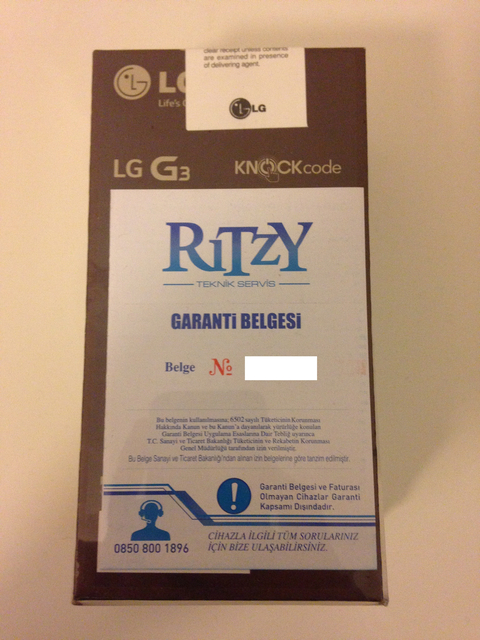 clear receipt unless contents
are examined in presence
of delivering agent.
LG
LG
Life's
LG G3
KNOCK code
RiTZY
TEKNİK SERVİS
GARANTİ BELGESİ
Belge No
Bu belgenin kullanılmasına; 6502 sayılı Tüketicinin Korunması
Hakkında Kanun ve bu Kanun'a dayanılarak yürürlüğe konulan
Garanti Belgesi Uygulama Esaslarına Dair Tebliğ uyarınca
T.C. Sanayi ve Ticaret Bakanlığı Tüketicinin ve Rekabetin Korunması
Genel Müdürlüğü tarafından izin verilmiştir.
Bu Belge Sanayi ve Ticaret Bakanlığı'ndan alınan izin belgelerine göre tanzim edilmiştir.
Garanti Belgesi ve Faturası
Olmayan Cihazlar Garanti
Kapsamı Dışındadır.
0850 800 1896
CİHAZLA İLGİLİ TÜM SORULARINIZ
İÇİN BİZE ULAŞABİLİRSİNİZ.